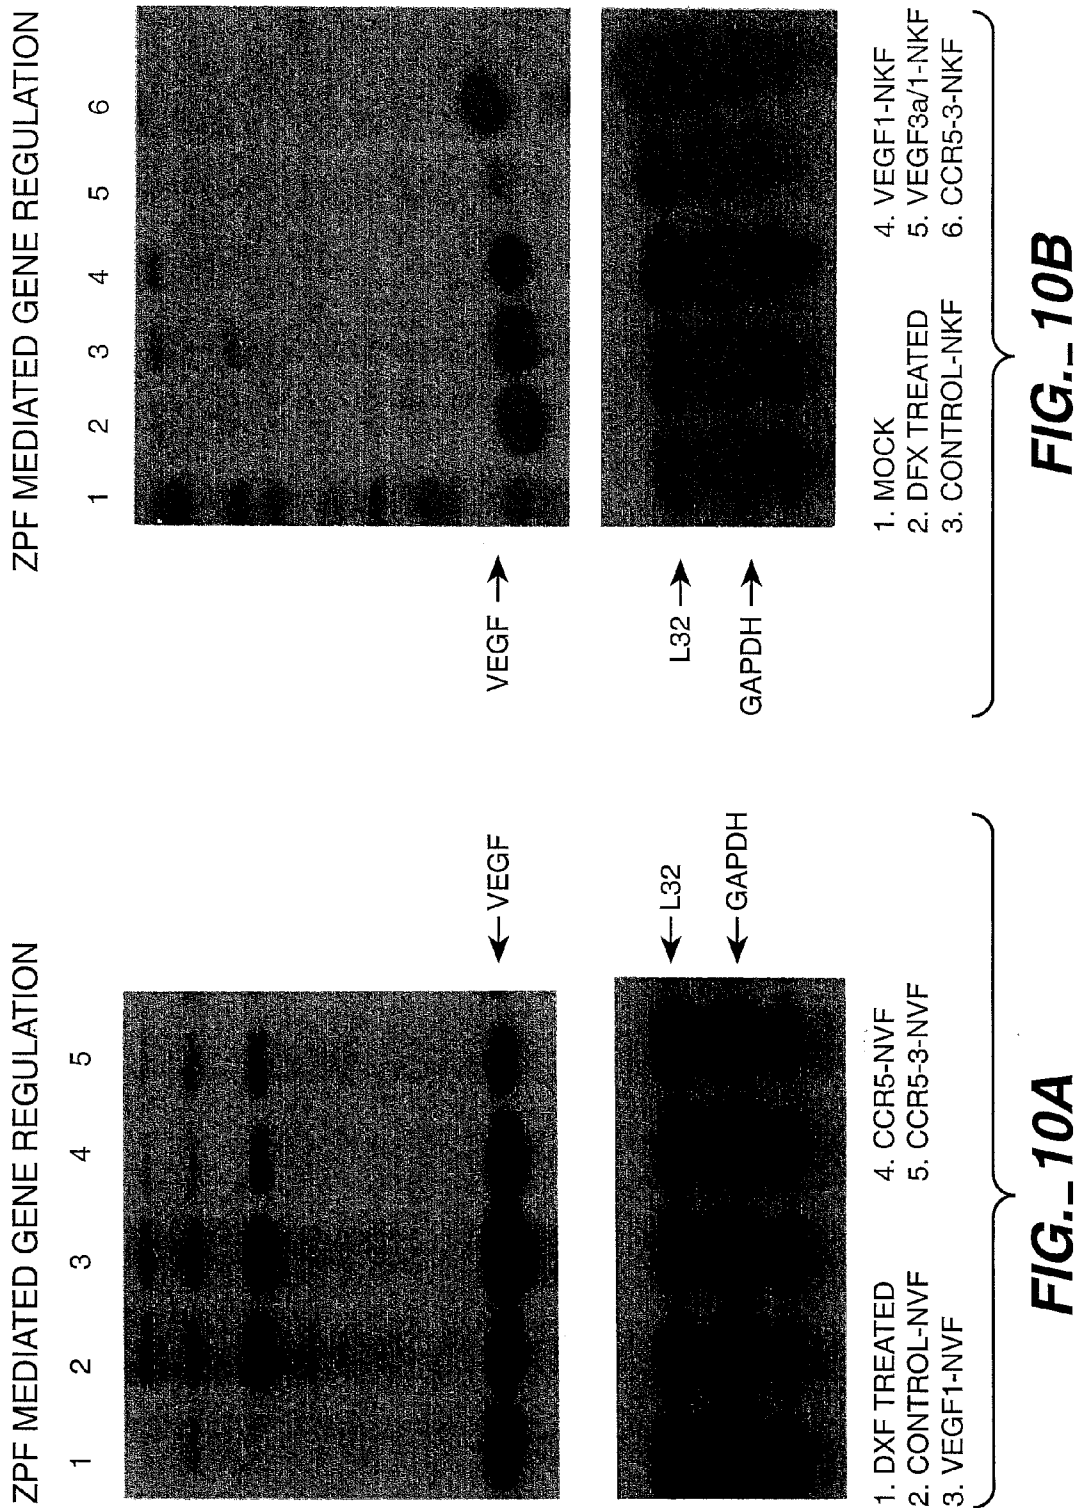 ZPF MEDIATED GENE REGULATION
1 2 3 4 5
VEGF
L32
GAPDH
1. DXF TREATED
2. CONTROL-NVF
3. VEGF1-NVF
4. CCR5-NVF
5. CCR5-3-NVF
FIG._10A
ZPF MEDIATED GENE REGULATION
1 2 3 4 5 6
VEGF
L32
GAPDH
1. MOCK
2. DFX TREATED
3. CONTROL-NKF
4. VEGF1-NKF
5. VEGF3a/1-NKF
6. CCR5-3-NKF
FIG._10B